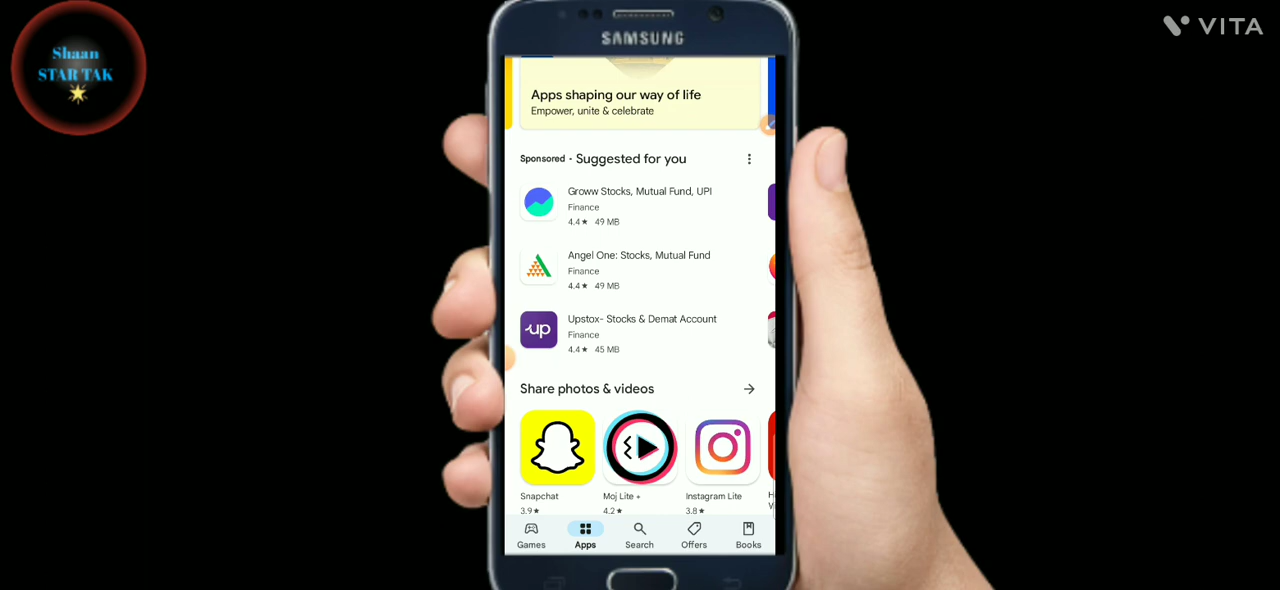 Shaan
STAR TAK
VITA
SAMSUNG
Apps shaping our way of life
Empower, unite & celebrate
Sponsored · Suggested for you
Groww Stocks, Mutual Fund, UPI
Finance
4.4★ 49 MB
Angel One: Stocks, Mutual Fund
Finance
4.4★ 49 MB
up
Upstox- Stocks & Demat Account
Finance
4.4★ 45 MB
Share photos & videos
Snapchat
3.9★
Moj Lite +
4.2★
Instagram Lite
3.8★
Games
Apps
Search
Offers
Books